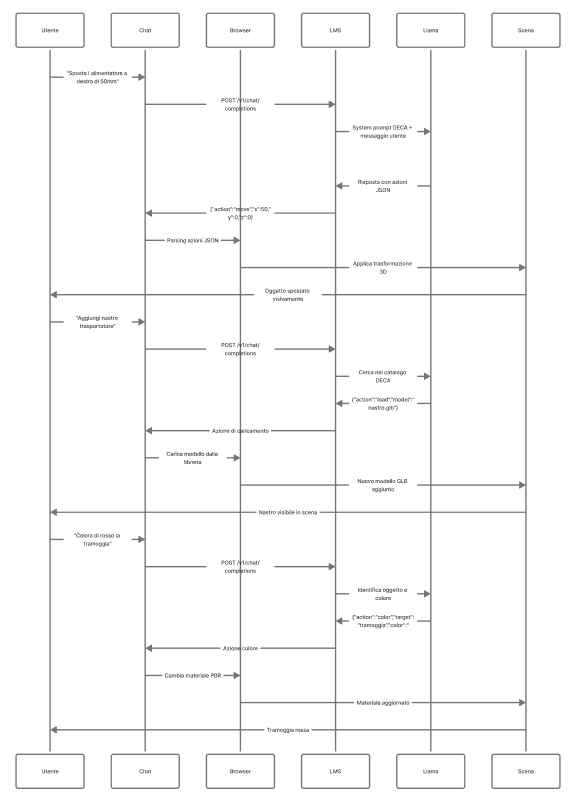 Utente
Chat
Browser
LMS
Llama
Scena
"Sposta l alimentatore a
destra di 50mm"
POST /v1/chat/
completions
System prompt DECA +
messaggio utente
Risposta con azioni
JSON
{"action":"move","x":50,"
y":0,"z":0}
Parsing azioni JSON
Applica trasformazione
3D
Oggetto spostato
visivamente
"Aggiungi nastro
trasportatore"
POST /v1/chat/
completions
Cerca nel catalogo
DECA
{"action":"load","model":"
nastro.glb"}
Azione di caricamento
Carica modello dalla
libreria
Nuovo modello GLB
aggiunto
Nastro visibile in scena
"Colora di rosso la
tramoggia"
POST /v1/chat/
completions
Identifica oggetto e
colore
{"action":"color","target":
"tramoggia","color":"
Azione colore
Cambia materiale PBR
Materiale aggiornato
Tramoggia rossa
Utente
Chat
Browser
LMS
Llama
Scena